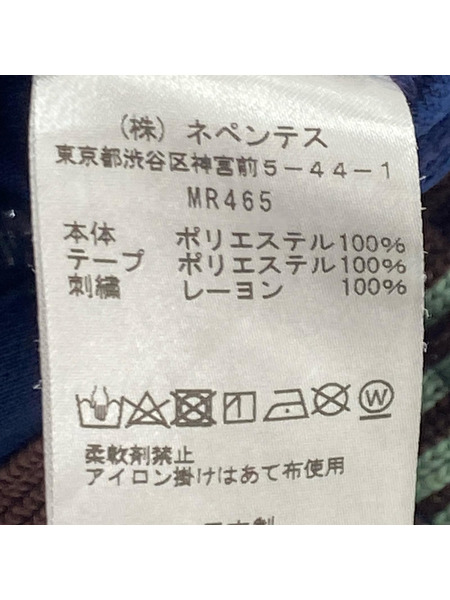 (株) ネペンテス
東京都渋谷区神宮前5-44-1
MR465
本体 ポリエステル100%
テープ ポリエステル100%
刺繍 レーヨン 100%
W
柔軟剤禁止
アイロン掛けはあて布使用